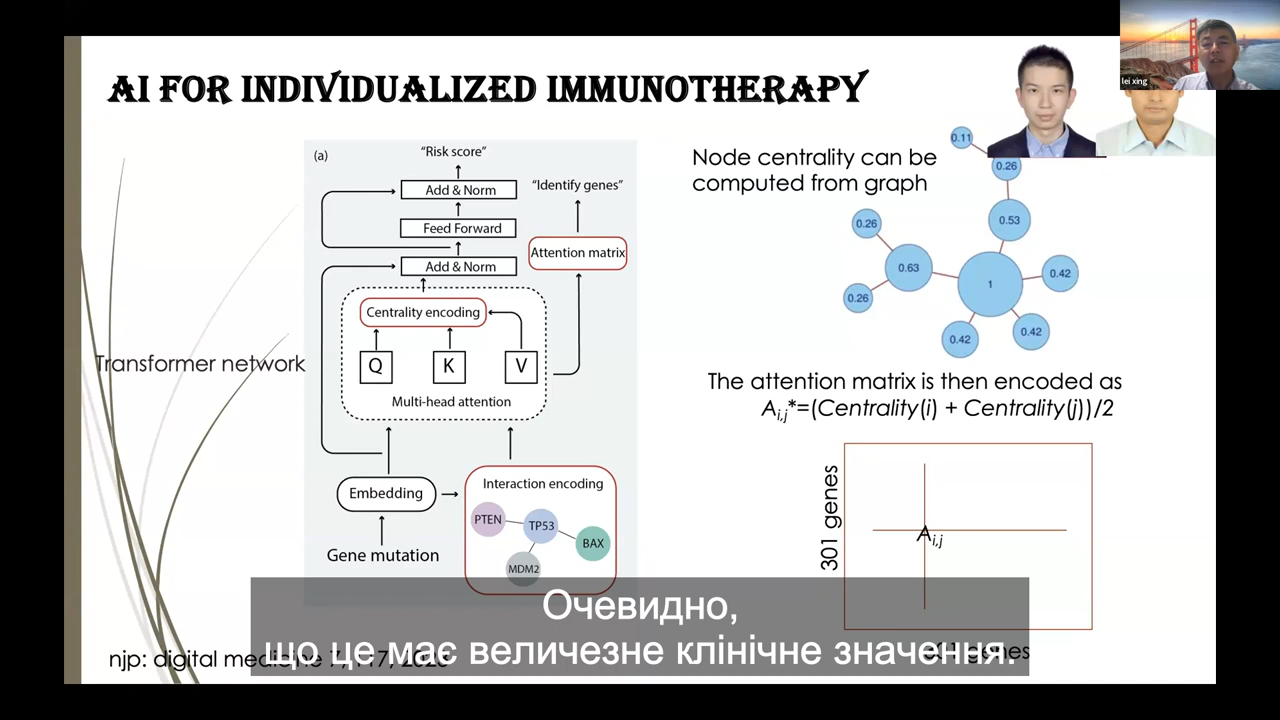 lei xing
AI FOR INDIVIDUALIZED IMMUNOTHERAPY
(a)
"Risk score"
Add & Norm
"Identify genes"
Feed Forward
Attention matrix
Add & Norm
Centrality encoding
Q
K
V
Multi-head attention
Transformer network
Embedding
Interaction encoding
PTEN
TP53
BAX
MDM2
Gene mutation
Node centrality can be
computed from graph
0.11
0.26
0.53
0.26
0.63
0.26
1
0.42
0.42
0.42
The attention matrix is then encoded as
Ai,j*=(Centrality(i) + Centrality(j))/2
301 genes
Ai,j
genes
njp: digital medicine 7,
Очевидно,
що це має величезне клінічне значення.